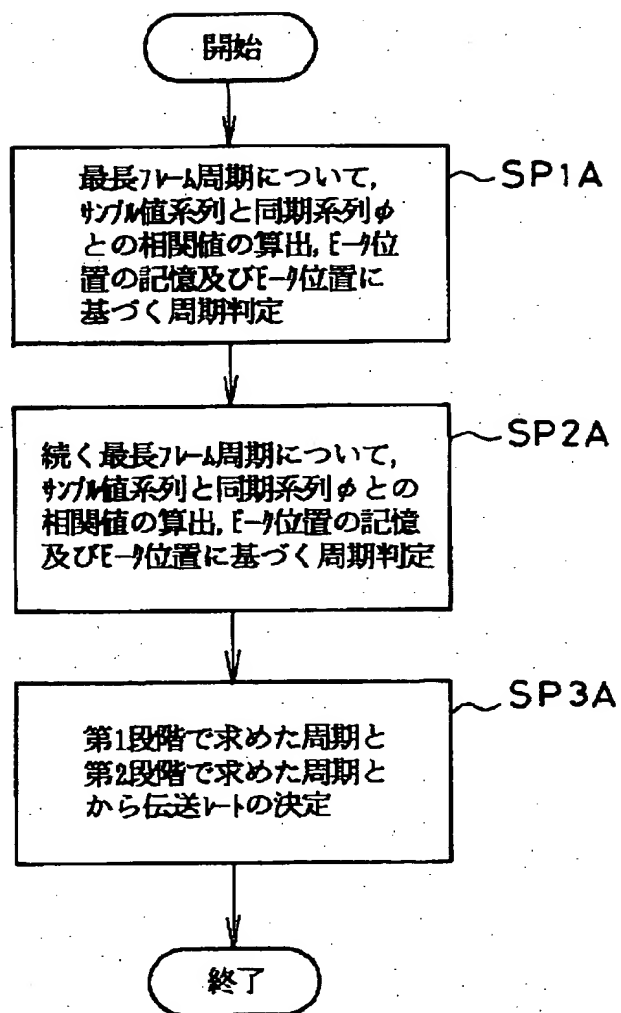 開始
最長フレーム周期について,
サンプル値系列と同期系列φ
との相関値の算出,ピーク位
置の記憶及びピーク位置に
基づく周期判定
SP1A
続く最長フレーム周期について,
サンプル値系列と同期系列φとの
相関値の算出,ピーク位置の記憶
及びピーク位置に基づく周期判定
SP2A
第1段階で求めた周期と
第2段階で求めた周期と
から伝送レートの決定
SP3A
終了